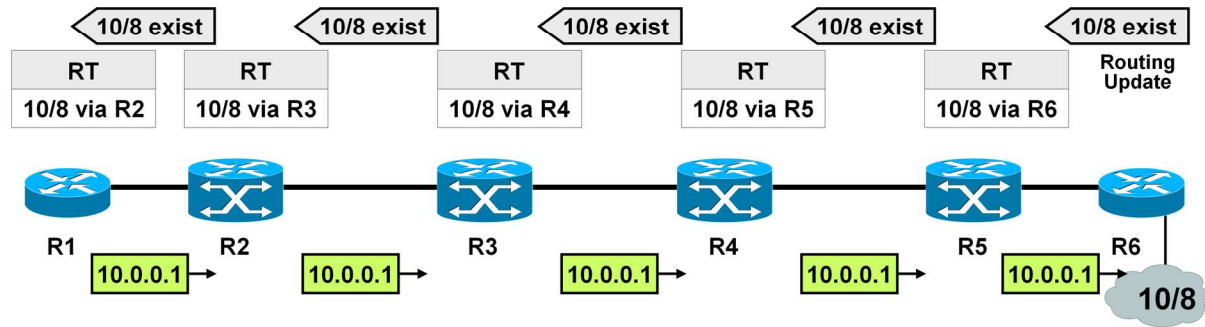 10/8 exist
10/8 exist
10/8 exist
10/8 exist
10/8 exist
RT
10/8 via R2
RT
10/8 via R3
RT
10/8 via R4
RT
10/8 via R5
RT
10/8 via R6
Routing
Update
R1
R2
R3
R4
R5
R6
10.0.0.1
10.0.0.1
10.0.0.1
10.0.0.1
10.0.0.1
10/8